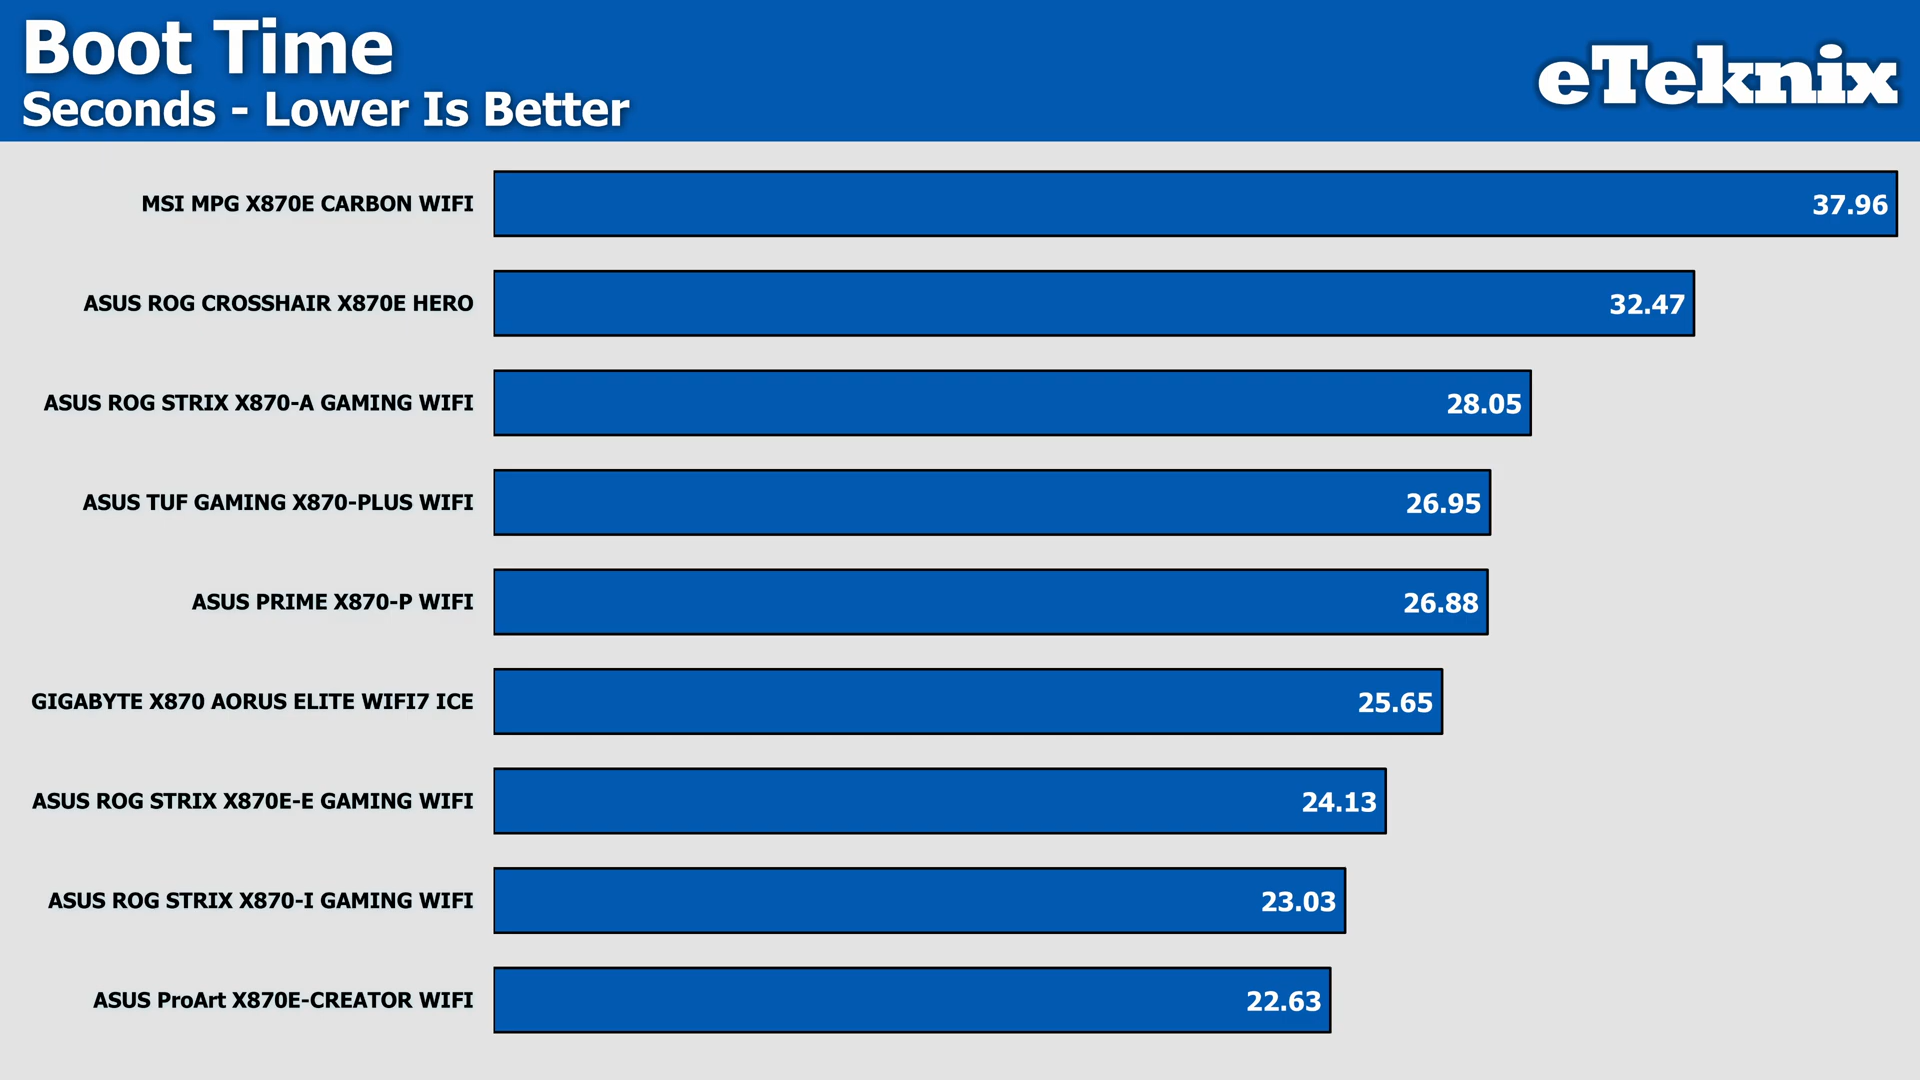 Boot Time
Seconds - Lower Is Better
eTeknix
MSI MPG X870E CARBON WIFI 37.96
ASUS ROG CROSSHAIR X870E HERO 32.47
ASUS ROG STRIX X870-A GAMING WIFI 28.05
ASUS TUF GAMING X870-PLUS WIFI 26.95
ASUS PRIME X870-P WIFI 26.88
GIGABYTE X870 AORUS ELITE WIFI7 ICE 25.65
ASUS ROG STRIX X870E-E GAMING WIFI 24.13
ASUS ROG STRIX X870-I GAMING WIFI 23.03
ASUS ProArt X870E-CREATOR WIFI 22.63